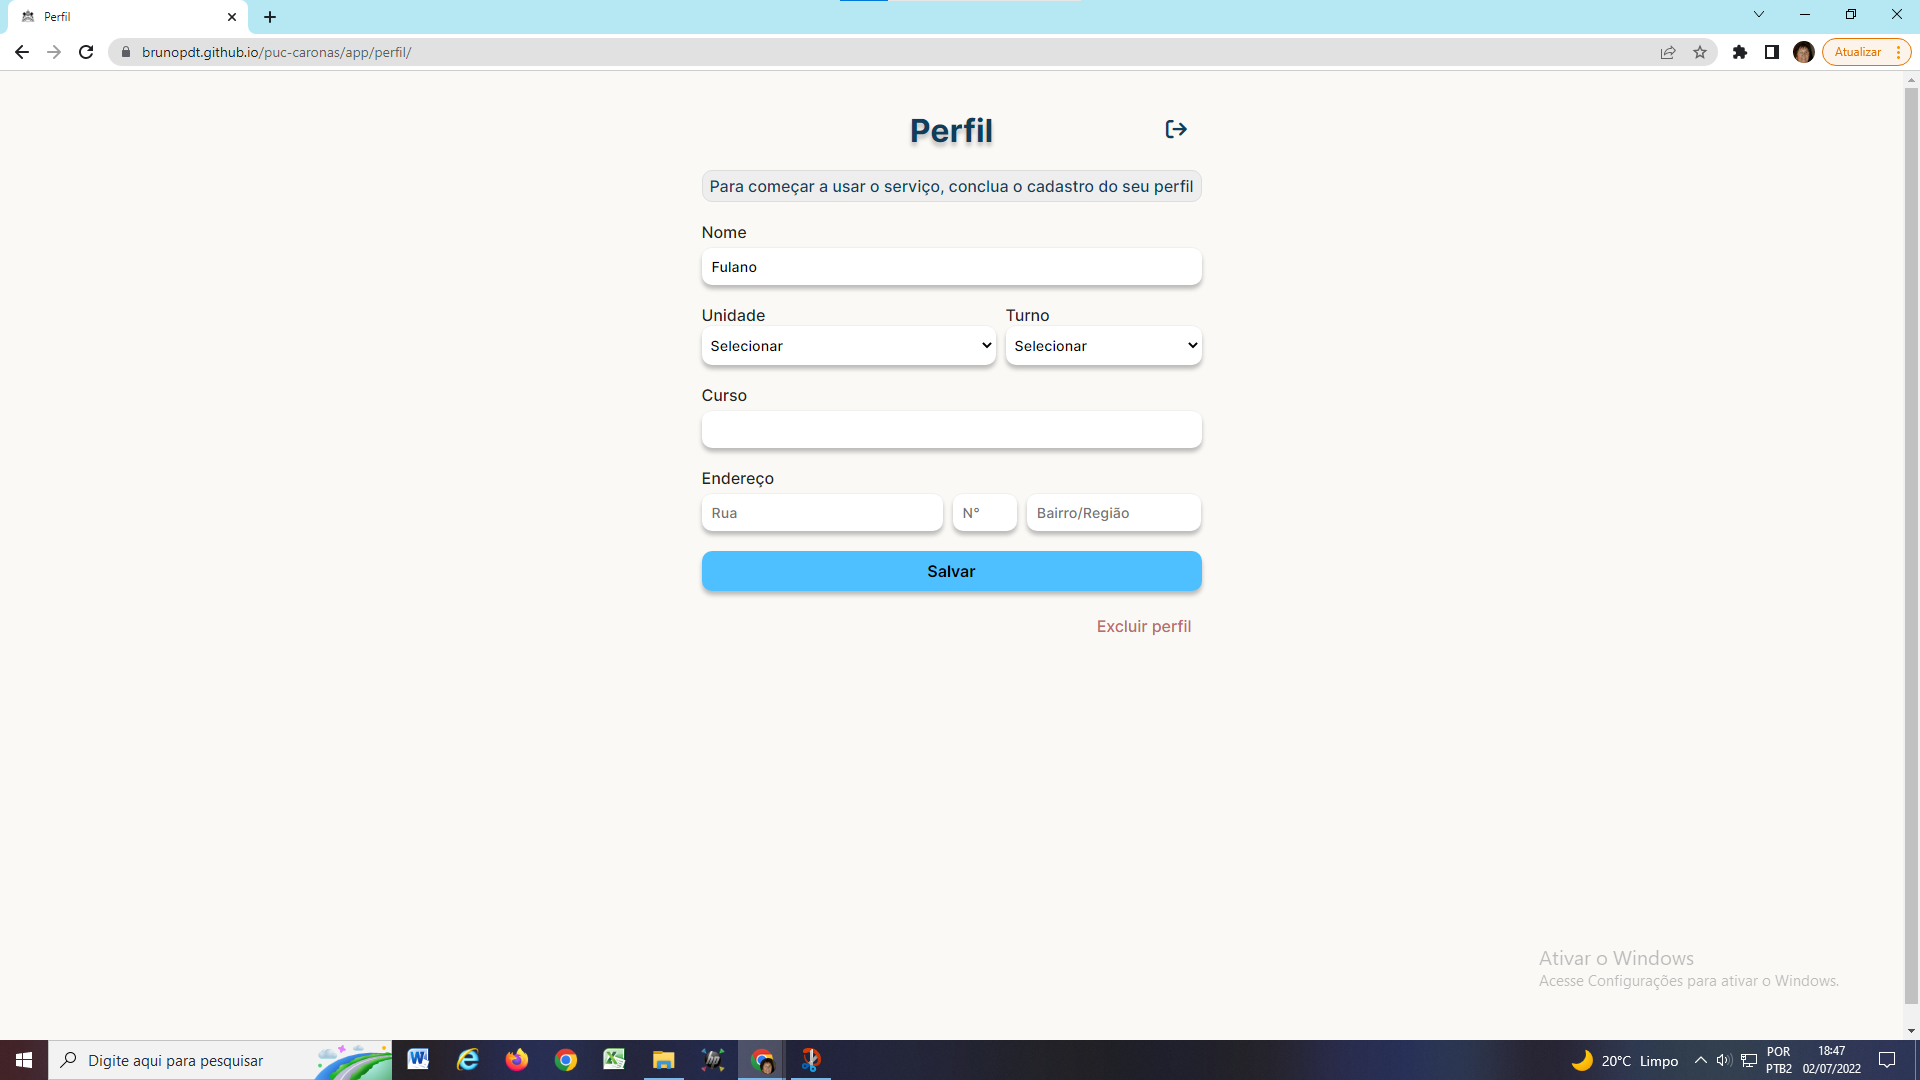 Perfil
brunopdt.github.io/puc-caronas/app/perfil/
Atualizar
Perfil
Para começar a usar o serviço, conclua o cadastro do seu perfil
Nome
Fulano
Unidade Turno
Selecionar Selecionar
Curso
Endereço
Rua N° Bairro/Região
Salvar
Excluir perfil
Ativar o Windows
Acesse Configurações para ativar o Windows.
Digite aqui para pesquisar
20°C Limpo
POR
PTB2
18:47
02/07/2022